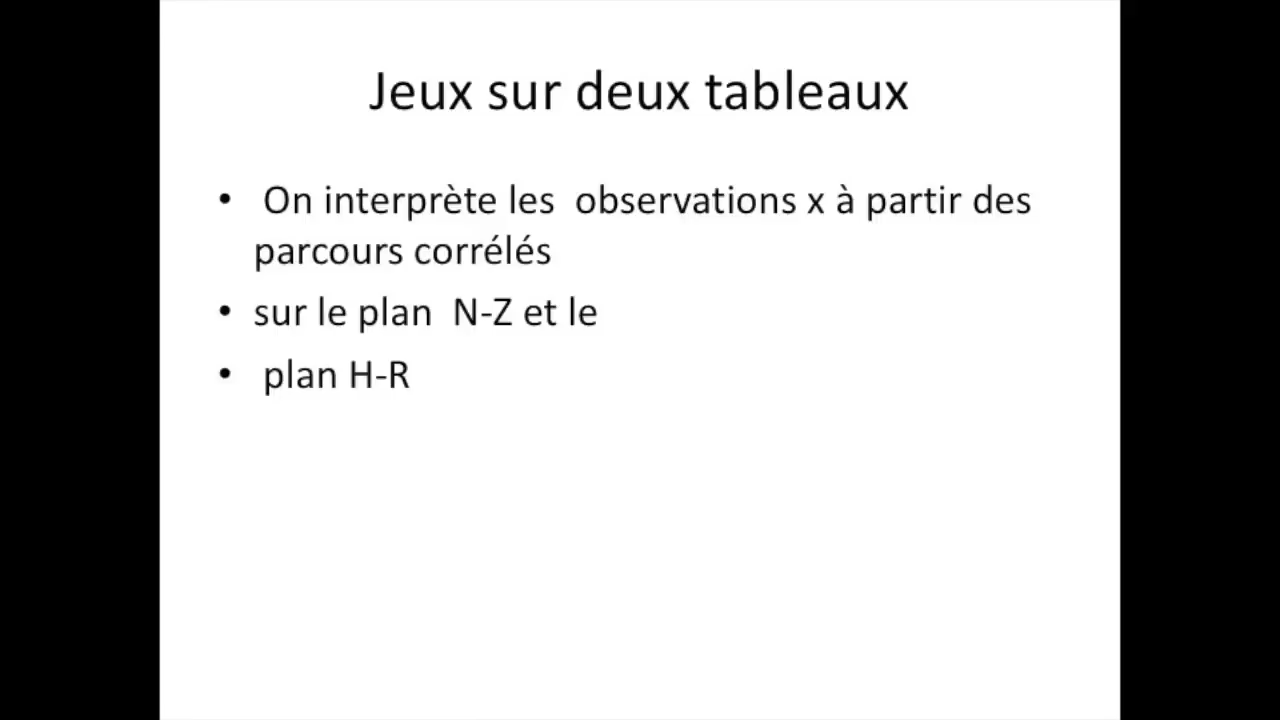 Jeux sur deux tableaux
• On interprète les observations x à partir des
parcours corrélés
• sur le plan N-Z et le
• plan H-R